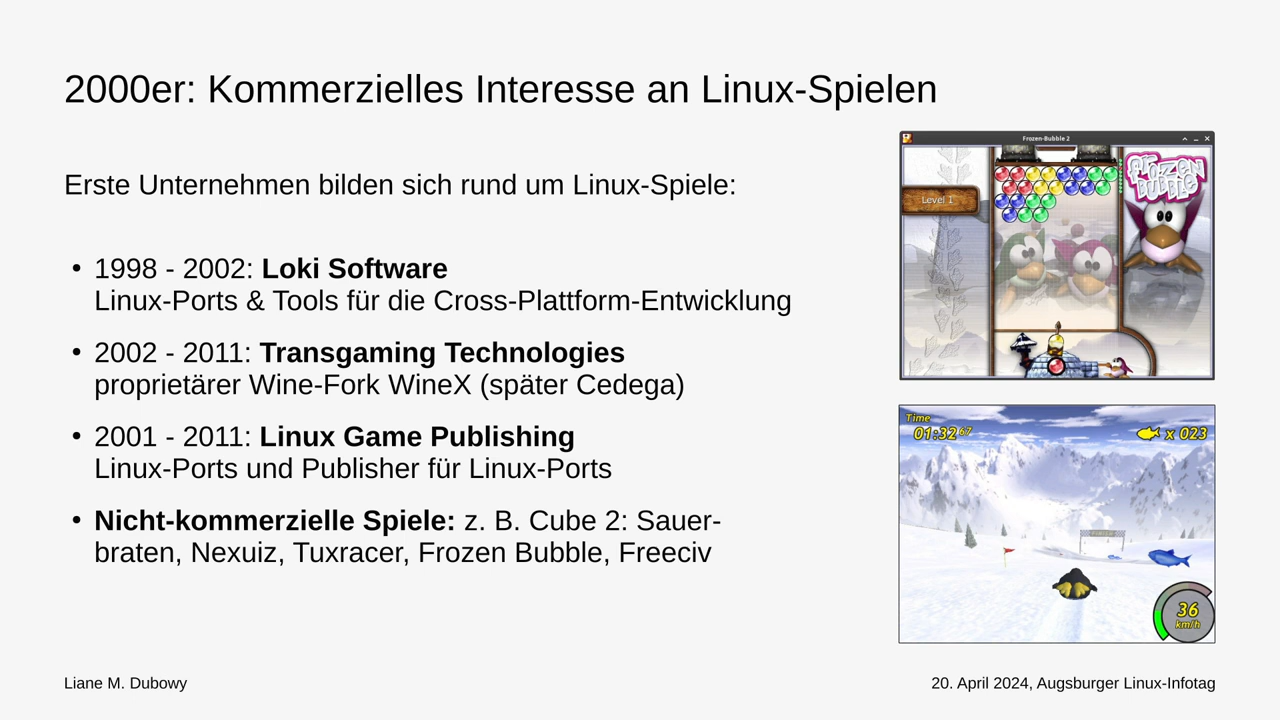 2000er: Kommerzielles Interesse an Linux-Spielen
Erste Unternehmen bilden sich rund um Linux-Spiele:
• 1998 - 2002: Loki Software
Linux-Ports & Tools für die Cross-Plattform-Entwicklung
• 2002 - 2011: Transgaming Technologies
proprietärer Wine-Fork WineX (später Cedega)
• 2001 - 2011: Linux Game Publishing
Linux-Ports und Publisher für Linux-Ports
• Nicht-kommerzielle Spiele: z. B. Cube 2: Sauer-
braten, Nexuiz, Tuxracer, Frozen Bubble, Freeciv
Frozen-Bubble 2
Level 1
Frozen
Bubble
Time
01:32 67
x 023
36
km/h
Liane M. Dubowy
20. April 2024, Augsburger Linux-Infotag